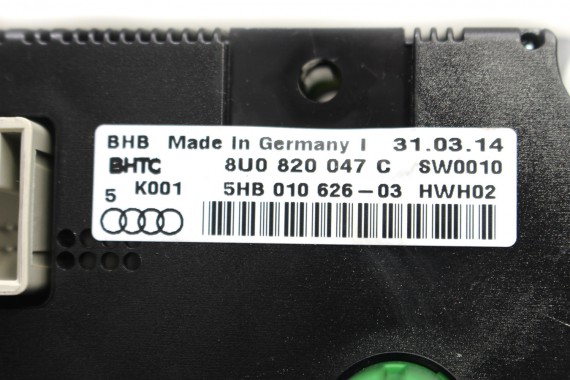 BHB Made In Germany I 31.03.14
BHTC 8U0 820 047 C SW0010
5 K001 5HB 010 626-03 HWH02